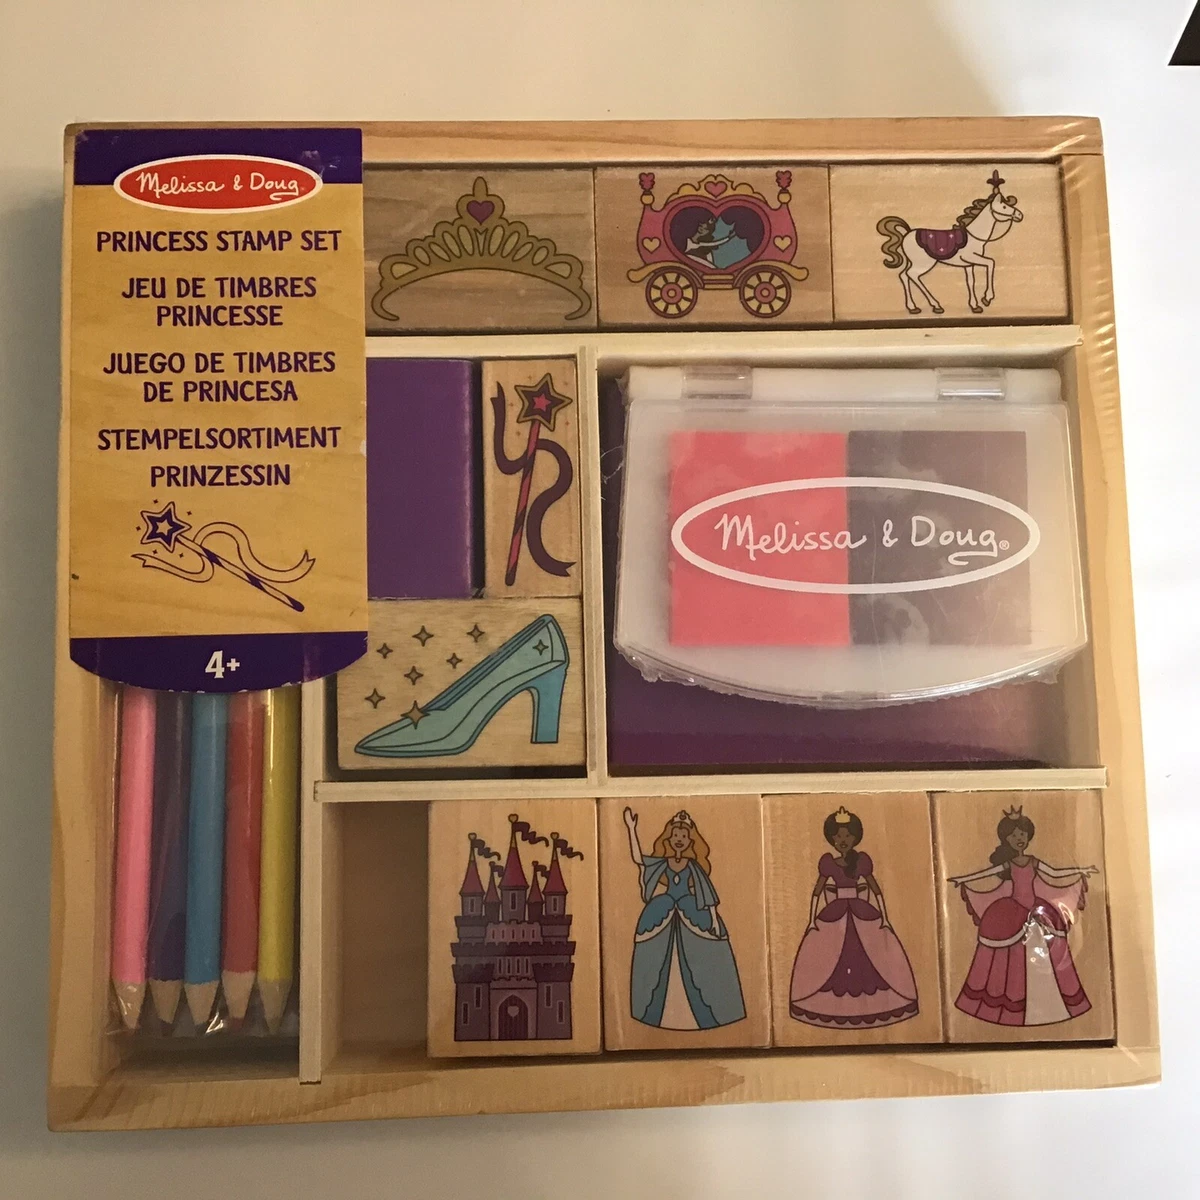 Melissa & Doug
PRINCESS STAMP SET
JEU DE TIMBRES
PRINCESSE
JUEGO DE TIMBRES
DE PRINCESA
STEMPELSORTIMENT
PRINZESSIN
4+
Melissa & Doug®